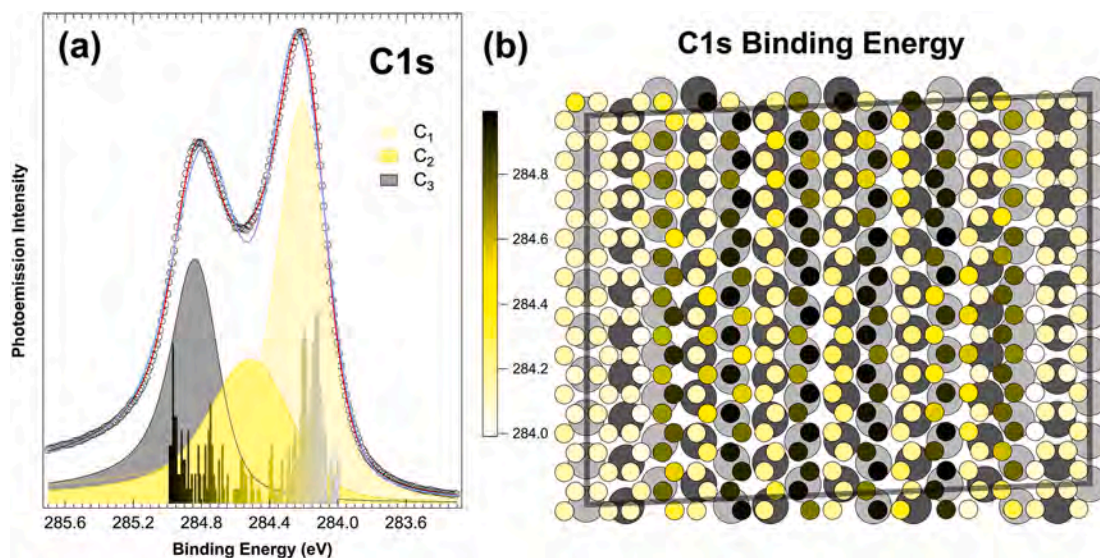 (a)
C1s
C1
C2
C3
Photoemission Intensity
285.6 285.2 284.8 284.4 284.0 283.6
Binding Energy (eV)
(b)
C1s Binding Energy
284.8
284.6
284.4
284.2
284.0